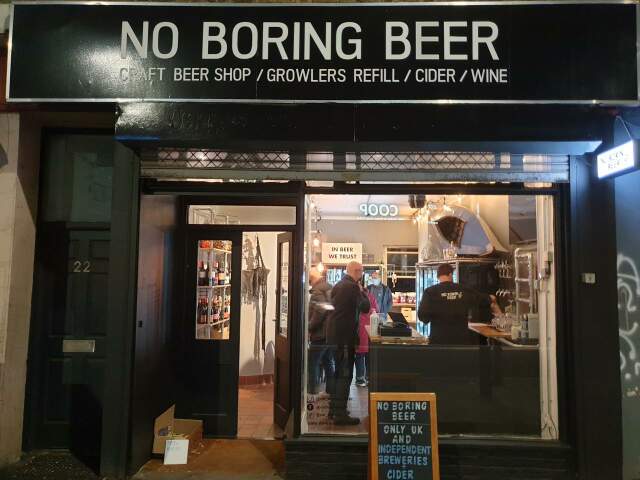 NO BORING BEER
CRAFT BEER SHOP / GROWLERS REFILL / CIDER / WINE
COOP
IN BEER
WE TRUST
22
NO BORING
BEER
ONLY UK
AND
INDEPENDENT
BREWERIES
+
CIDER